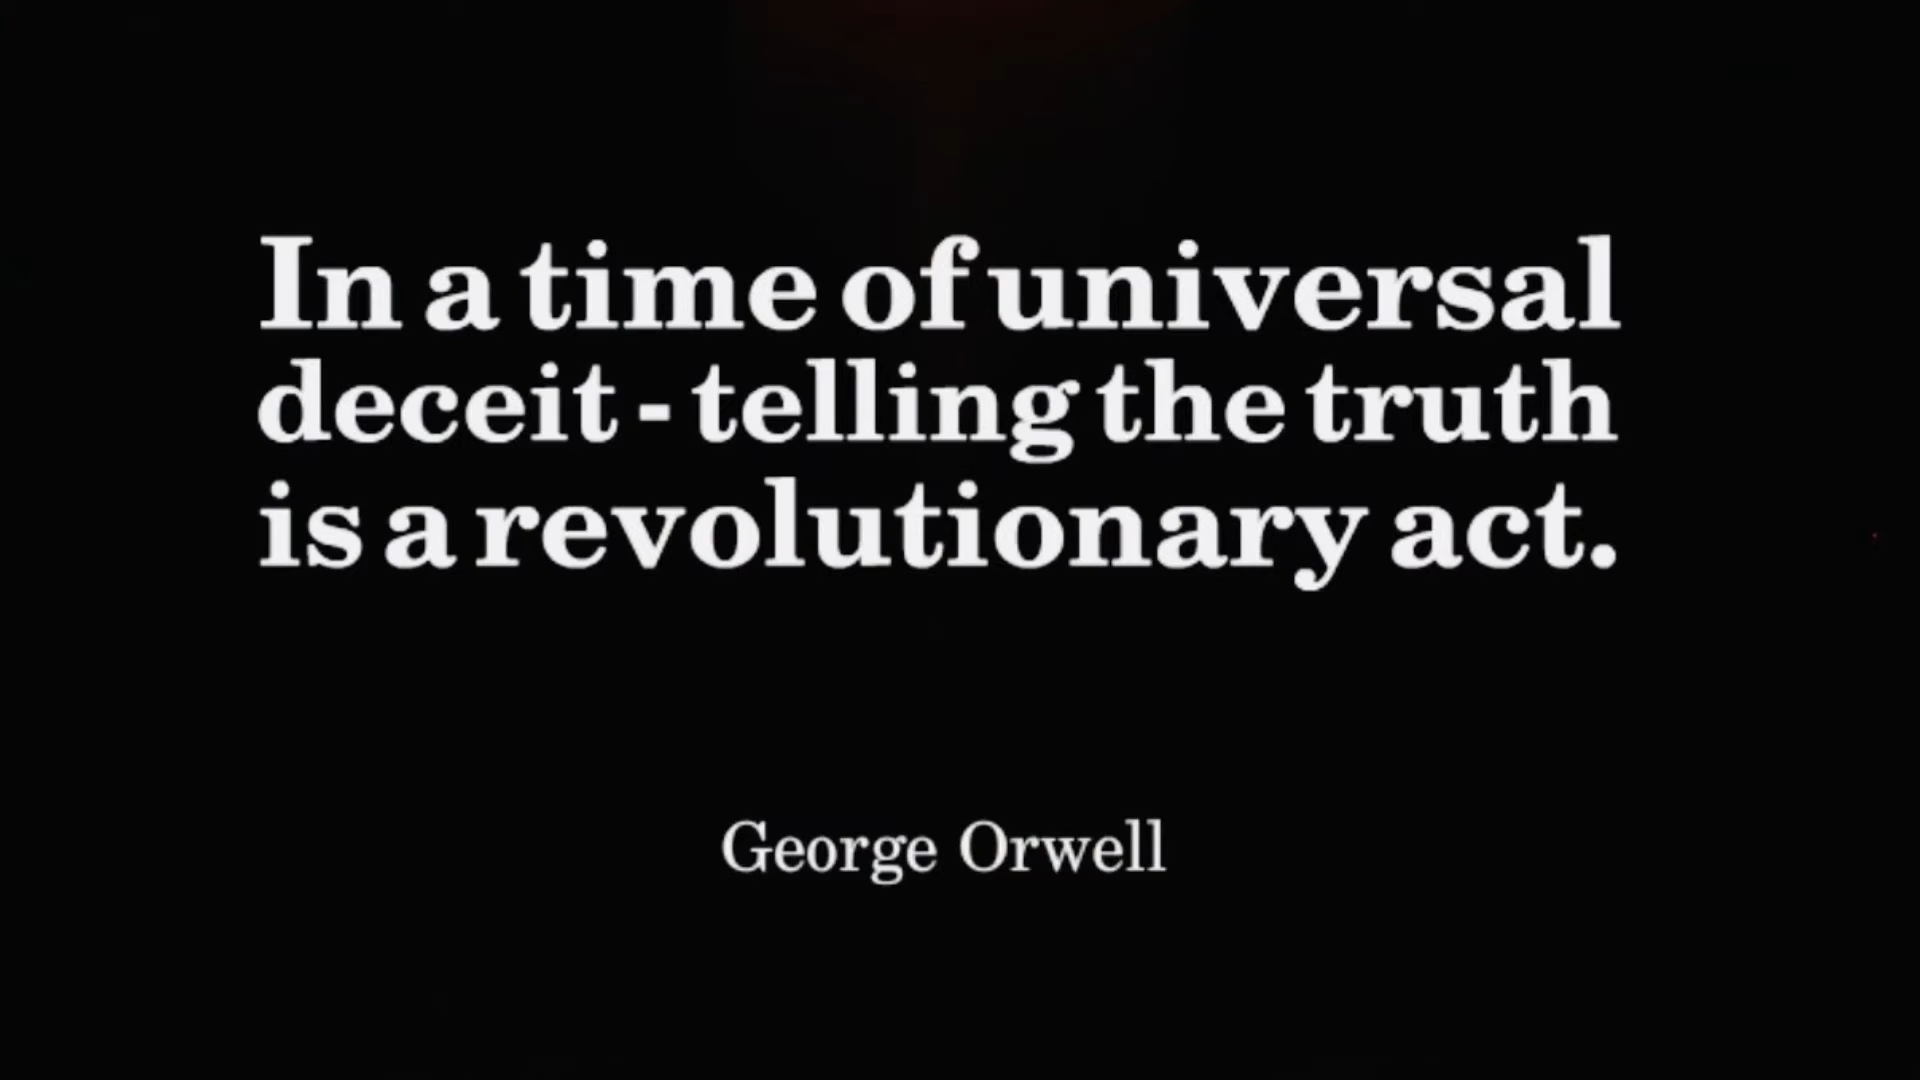 In a time of universal
deceit - telling the truth
is a revolutionary act.
George Orwell